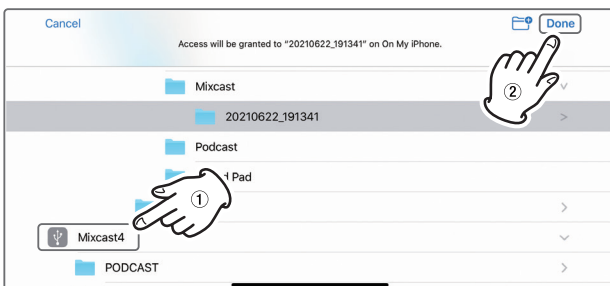 Cancel
Done
Access will be granted to “20210622_191341” on On My iPhone.
Mixcast
②
20210622_191341
Podcast
Pad
①
Mixcast4
PODCAST